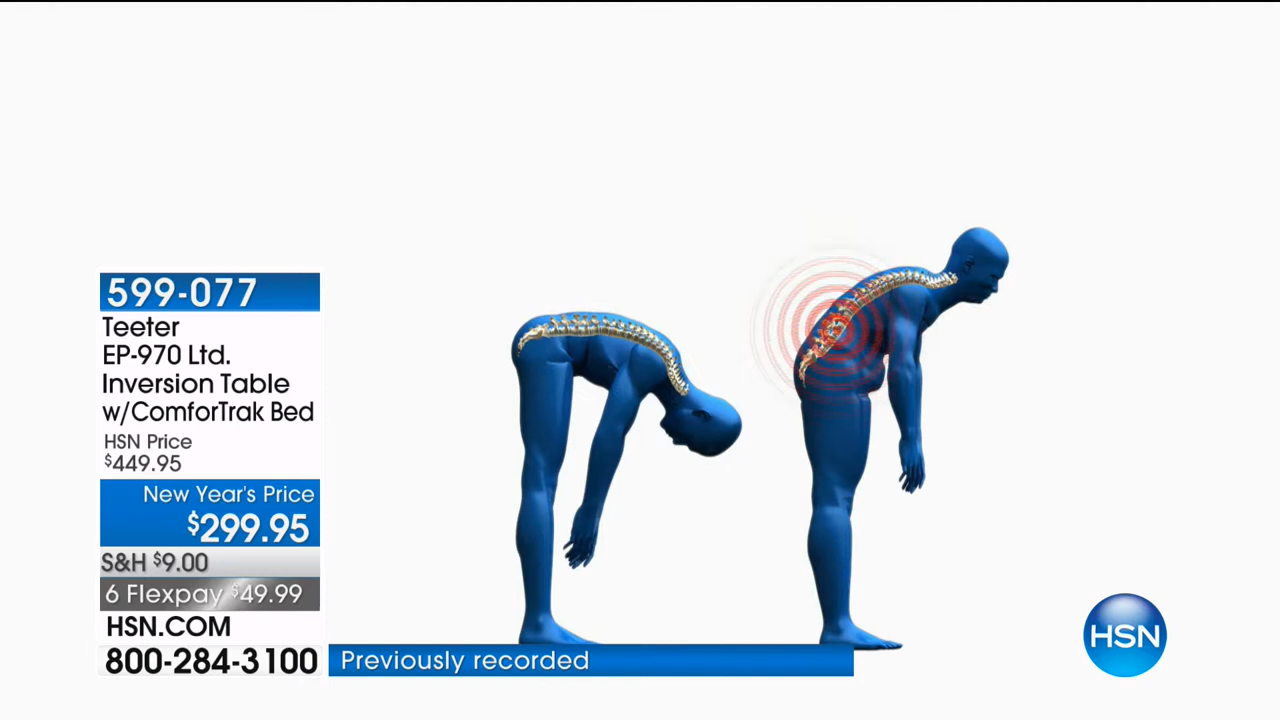 599-077
Teeter
EP-970 Ltd.
Inversion Table
w/ComforTrak Bed
HSN Price
$449.95
New Year's Price
$299.95
S&H $9.00
6 Flexpay $49.99
HSN.COM
800-284-3100
Previously recorded
HSN